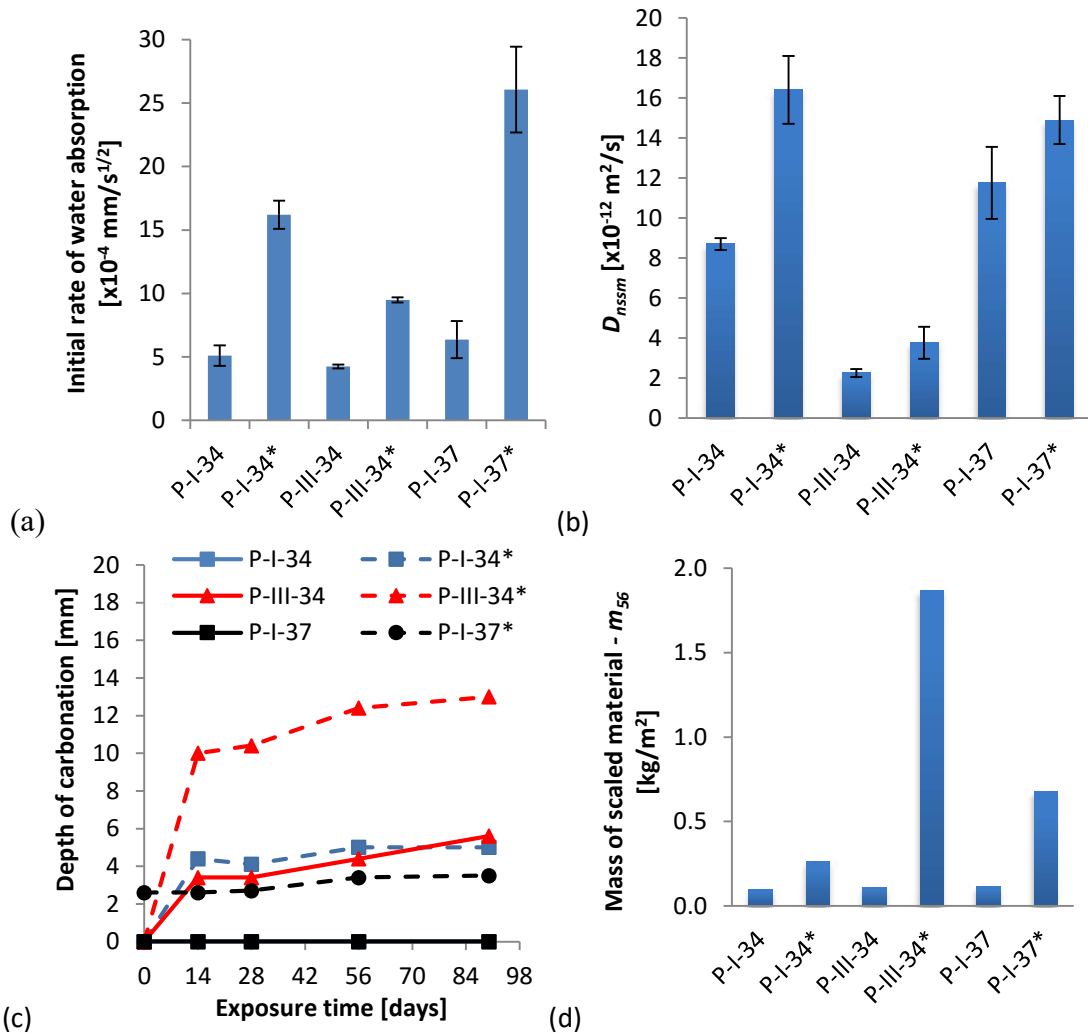 Initial rate of water absorption
[x10⁻⁴ mm/s¹ᐟ²]
30
25
20
15
10
5
0
P-I-34
P-I-34*
P-III-34
P-III-34*
P-I-37
P-I-37*
(a)
D_nssm [x10⁻¹² m²/s]
20
18
16
14
12
10
8
6
4
2
0
P-I-34
P-I-34*
P-III-34
P-III-34*
P-I-37
P-I-37*
(b)
Depth of carbonation [mm]
20
18
16
14
12
10
8
6
4
2
0
P-I-34
P-I-34*
P-III-34
P-III-34*
P-I-37
P-I-37*
0 14 28 42 56 70 84 98
Exposure time [days]
(c)
Mass of scaled material - m₅₆
[kg/m²]
2.0
1.5
1.0
0.5
0.0
P-I-34
P-I-34*
P-III-34
P-III-34*
P-I-37
P-I-37*
(d)